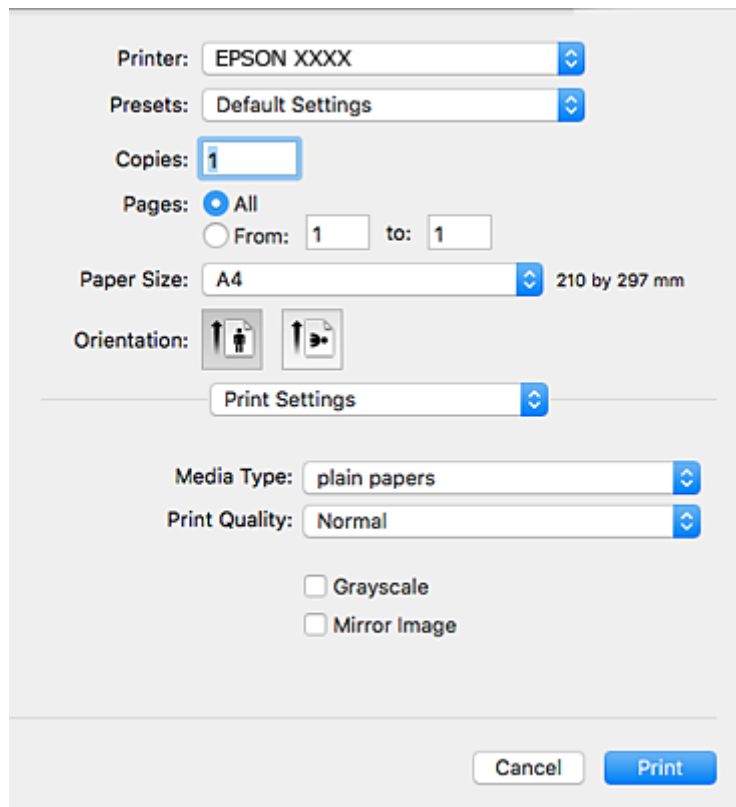 Printer: EPSON XXXX
Presets: Default Settings
Copies: 1
Pages: All
From: 1 to: 1
Paper Size: A4 210 by 297 mm
Orientation:
Print Settings
Media Type: plain papers
Print Quality: Normal
Grayscale
Mirror Image
Cancel Print